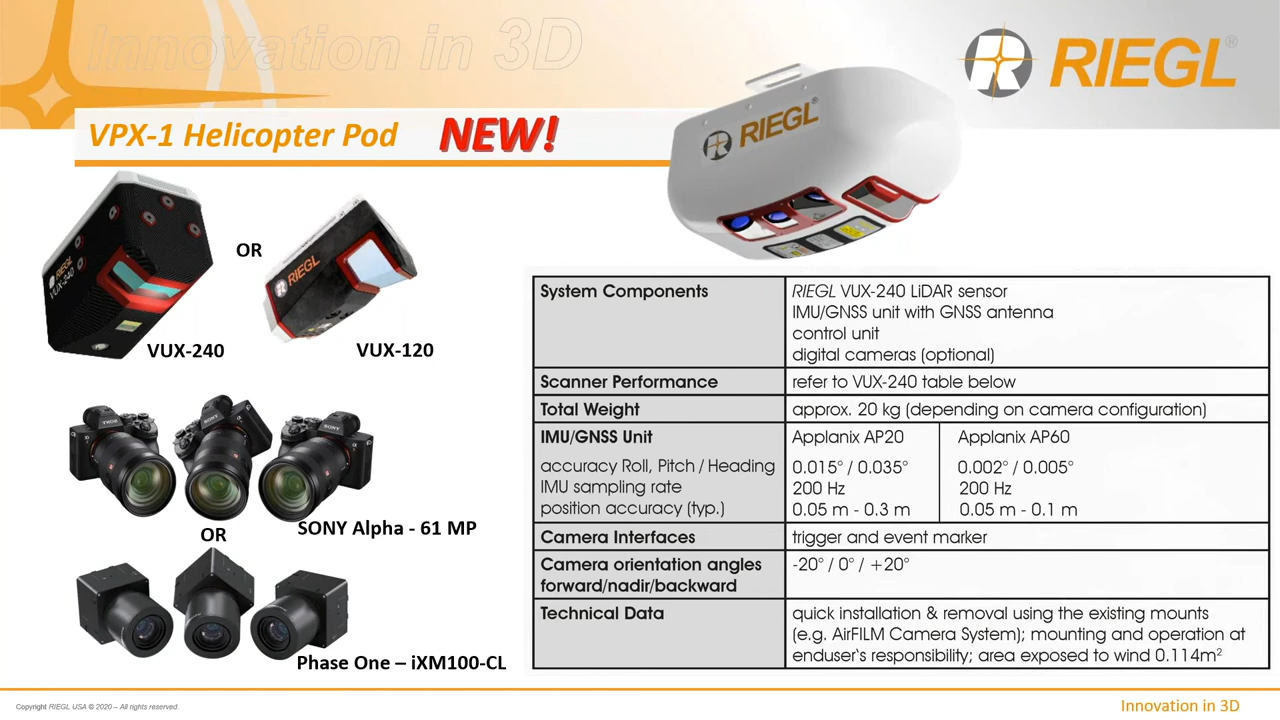 Innovation in 3D
RIEGL®
VPX-1 Helicopter Pod NEW!
RIEGL®
RIEGL
VUX-240
OR
RIEGL
VUX-240
VUX-120
SONY
SONY
SONY Alpha - 61 MP
OR
Phase One – iXM100-CL
System Components
RIEGL VUX-240 LiDAR sensor
IMU/GNSS unit with GNSS antenna
control unit
digital cameras (optional)
Scanner Performance
refer to VUX-240 table below
Total Weight
approx. 20 kg (depending on camera configuration)
IMU/GNSS Unit Applanix AP20 Applanix AP60
accuracy Roll, Pitch / Heading 0.015° / 0.035° 0.002° / 0.005°
IMU sampling rate 200 Hz 200 Hz
position accuracy (typ.) 0.05 m - 0.3 m 0.05 m - 0.1 m
Camera Interfaces
trigger and event marker
Camera orientation angles
forward/nadir/backward
-20° / 0° / +20°
Technical Data
quick installation & removal using the existing mounts
(e.g. AirFILM Camera System); mounting and operation at
enduser‘s responsibility; area exposed to wind 0.114m²
Copyright RIEGL USA © 2020 – All rights reserved.
Innovation in 3D